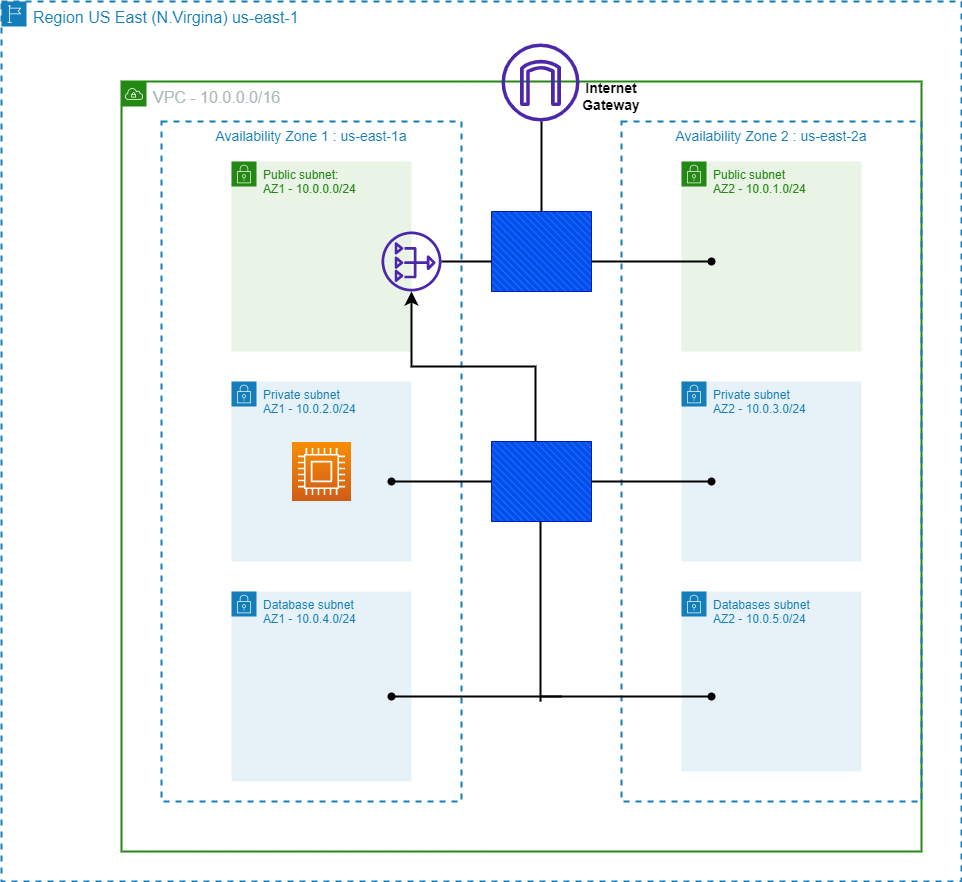 Region US East (N.Virgina) us-east-1
Internet
Gateway
VPC - 10.0.0.0/16
Availability Zone 1 : us-east-1a
Availability Zone 2 : us-east-2a
Public subnet:
AZ1 - 10.0.0.0/24
Public subnet
AZ2 - 10.0.1.0/24
Private subnet
AZ1 - 10.0.2.0/24
Private subnet
AZ2 - 10.0.3.0/24
Database subnet
AZ1 - 10.0.4.0/24
Databases subnet
AZ2 - 10.0.5.0/24